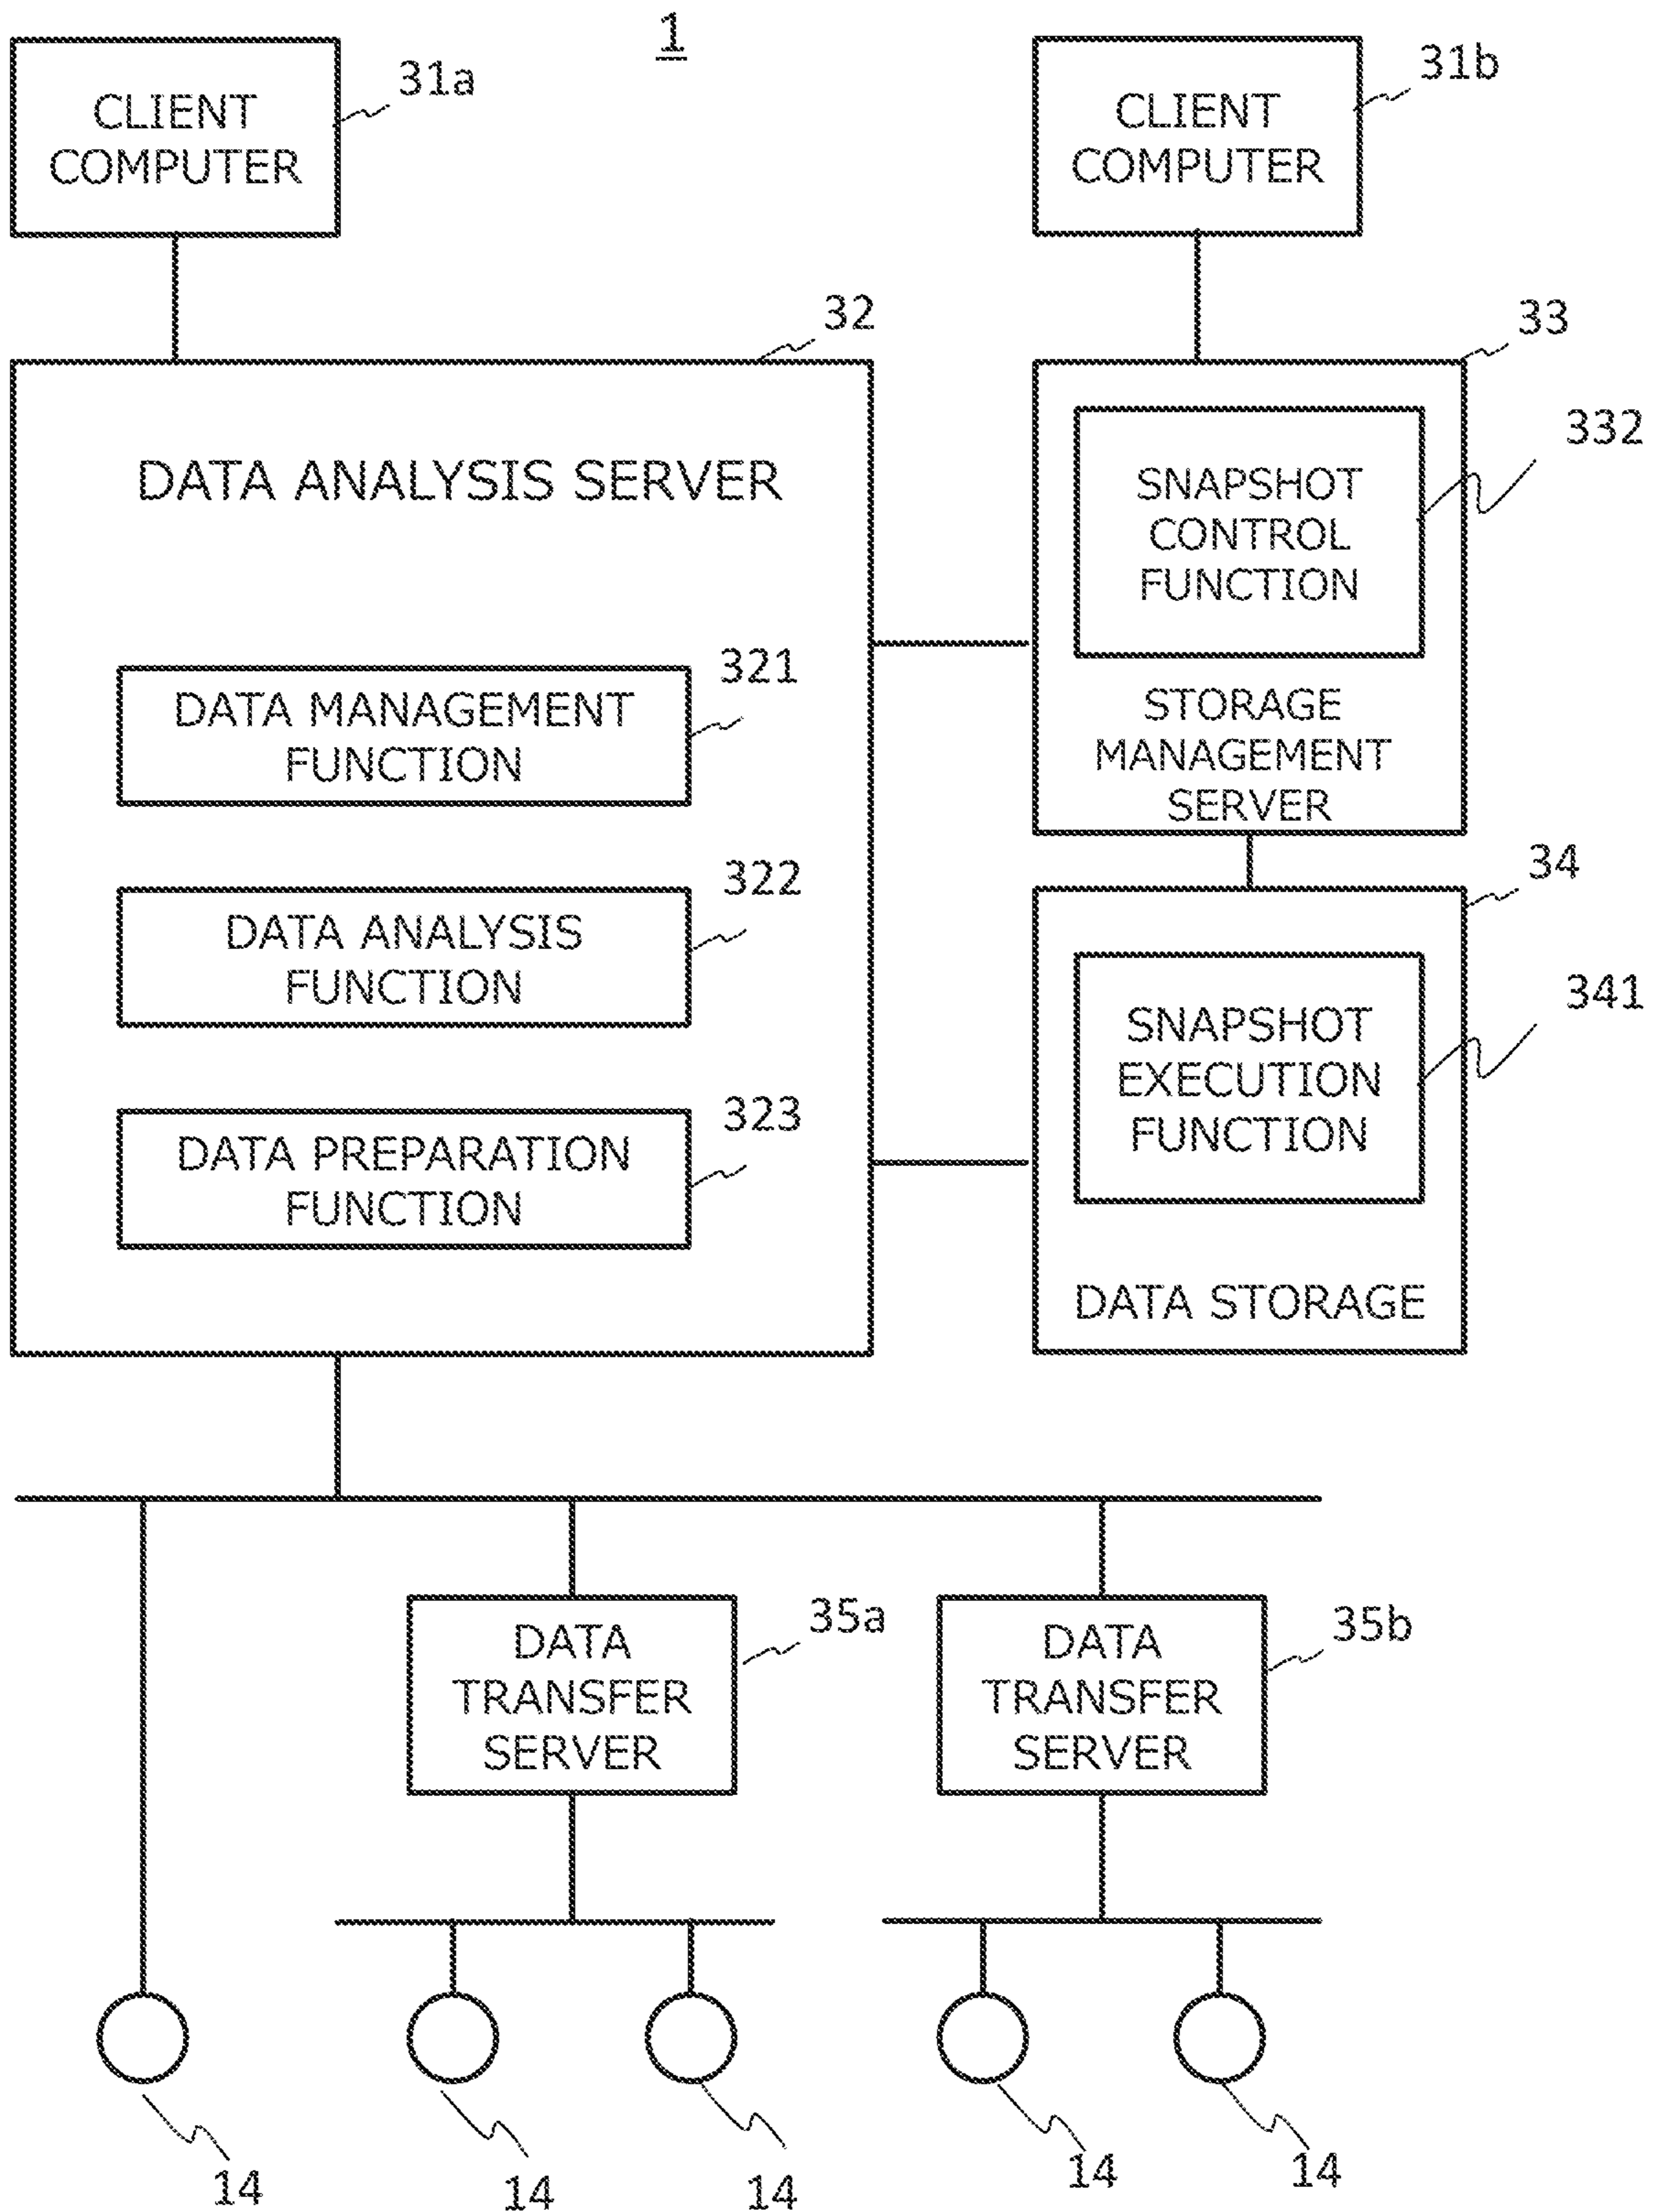 1
CLIENT
COMPUTER
31a
CLIENT
COMPUTER
31b
32
DATA ANALYSIS SERVER
321
DATA MANAGEMENT
FUNCTION
322
DATA ANALYSIS
FUNCTION
323
DATA PREPARATION
FUNCTION
33
332
SNAPSHOT
CONTROL
FUNCTION
STORAGE
MANAGEMENT
SERVER
34
341
SNAPSHOT
EXECUTION
FUNCTION
DATA STORAGE
DATA
TRANSFER
SERVER
35a
DATA
TRANSFER
SERVER
35b
14
14
14
14
14